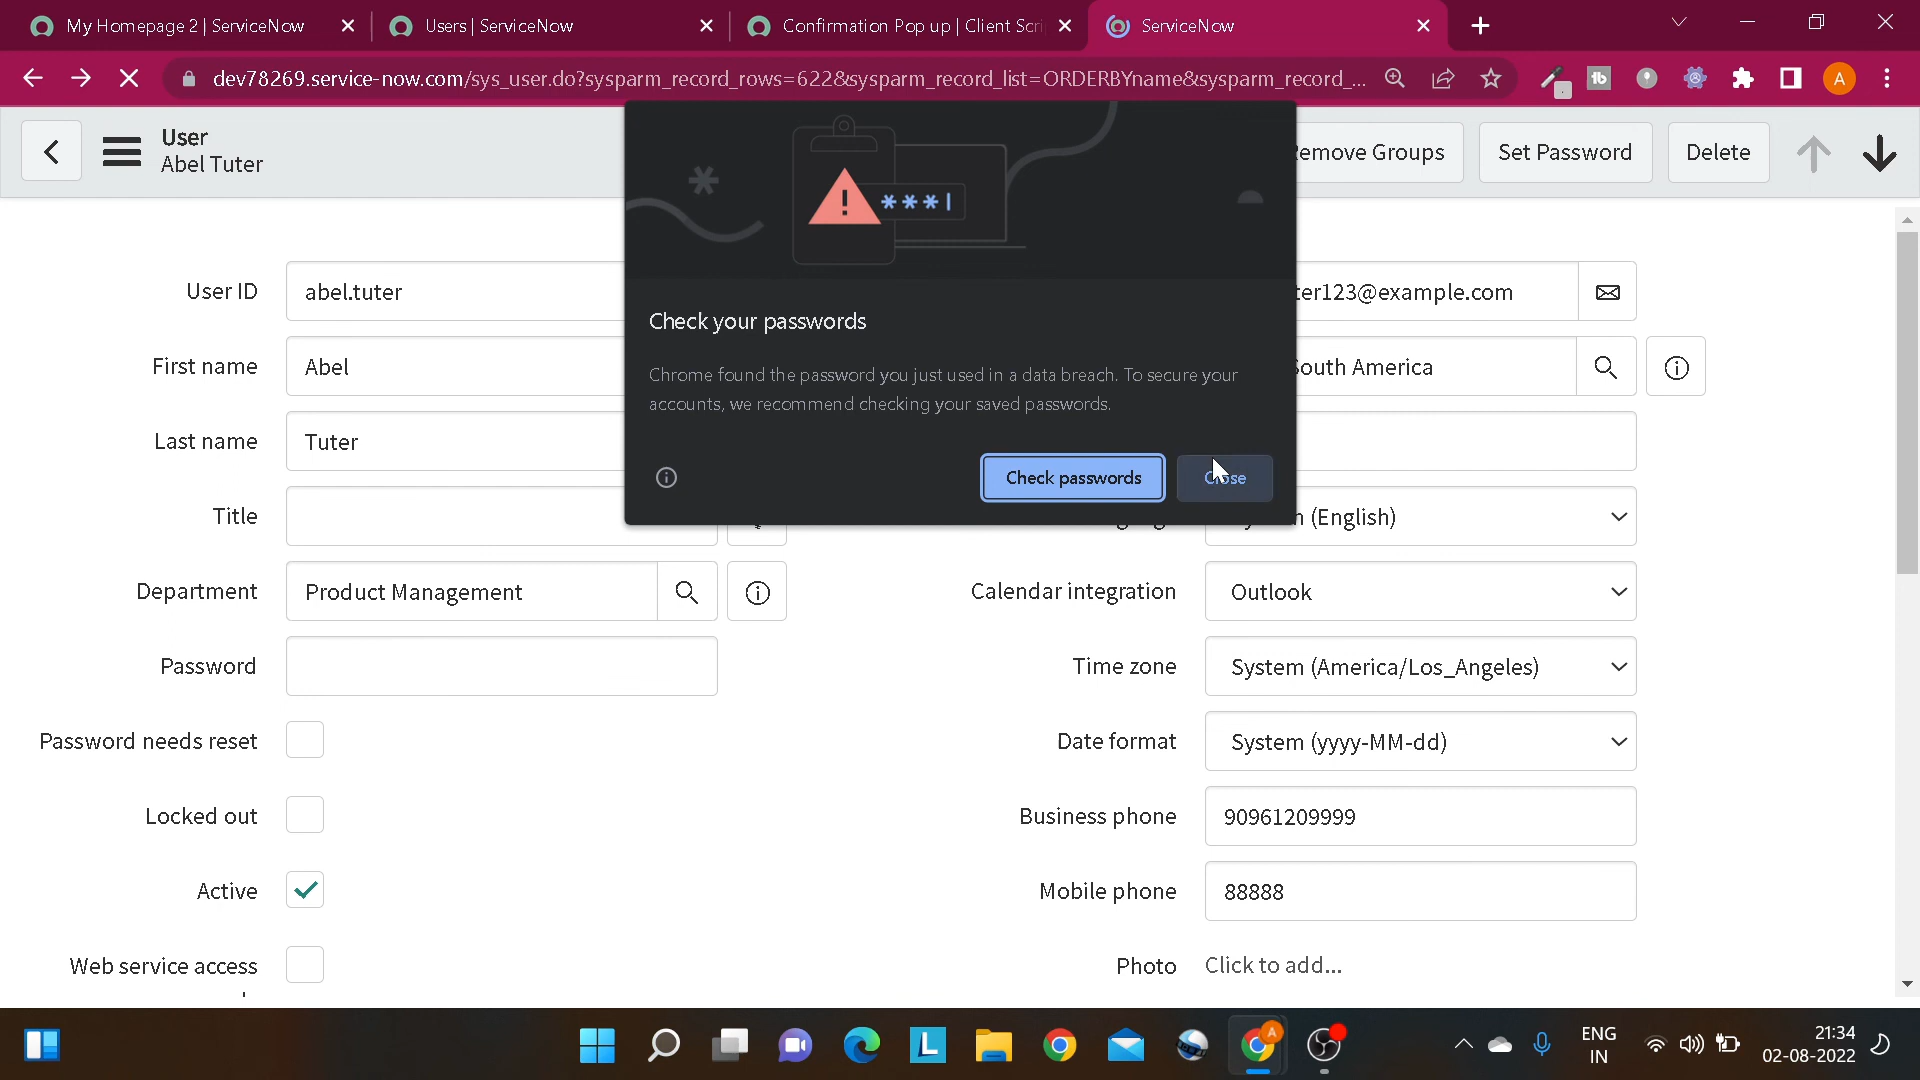 My Homepage 2 | ServiceNow
Users | ServiceNow
Confirmation Pop up | Client Scri
ServiceNow
dev78269.service-now.com/sys_user.do?sysparm_record_rows=622&sysparm_record_list=ORDERBYname&sysparm_record_...
A
User
Abel Tuter
Remove Groups
Set Password
Delete
***|
Check your passwords
Chrome found the password you just used in a data breach. To secure your
accounts, we recommend checking your saved passwords.
Check passwords
Close
User ID
abel.tuter
ter123@example.com
First name
Abel
South America
Last name
Tuter
Title
(English)
Department
Product Management
Calendar integration
Outlook
Password
Time zone
System (America/Los_Angeles)
Password needs reset
Date format
System (yyyy-MM-dd)
Locked out
Business phone
90961209999
Active
Mobile phone
88888
Web service access
Photo
Click to add...
ENG
IN
21:34
02-08-2022